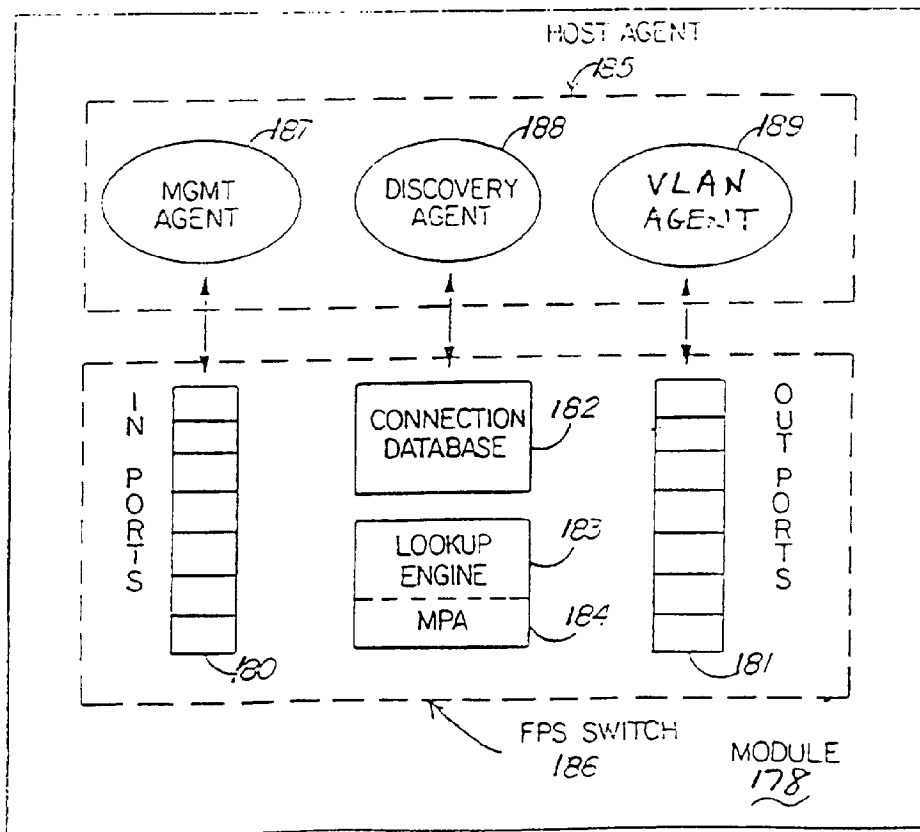 HOST AGENT
185
187
188
189
MGMT
AGENT
DISCOVERY
AGENT
VLAN
AGENT
IN PORTS
CONNECTION
DATABASE
182
OUT PORTS
LOOKUP
ENGINE
183
MPA
184
180
181
FPS SWITCH
186
MODULE
178